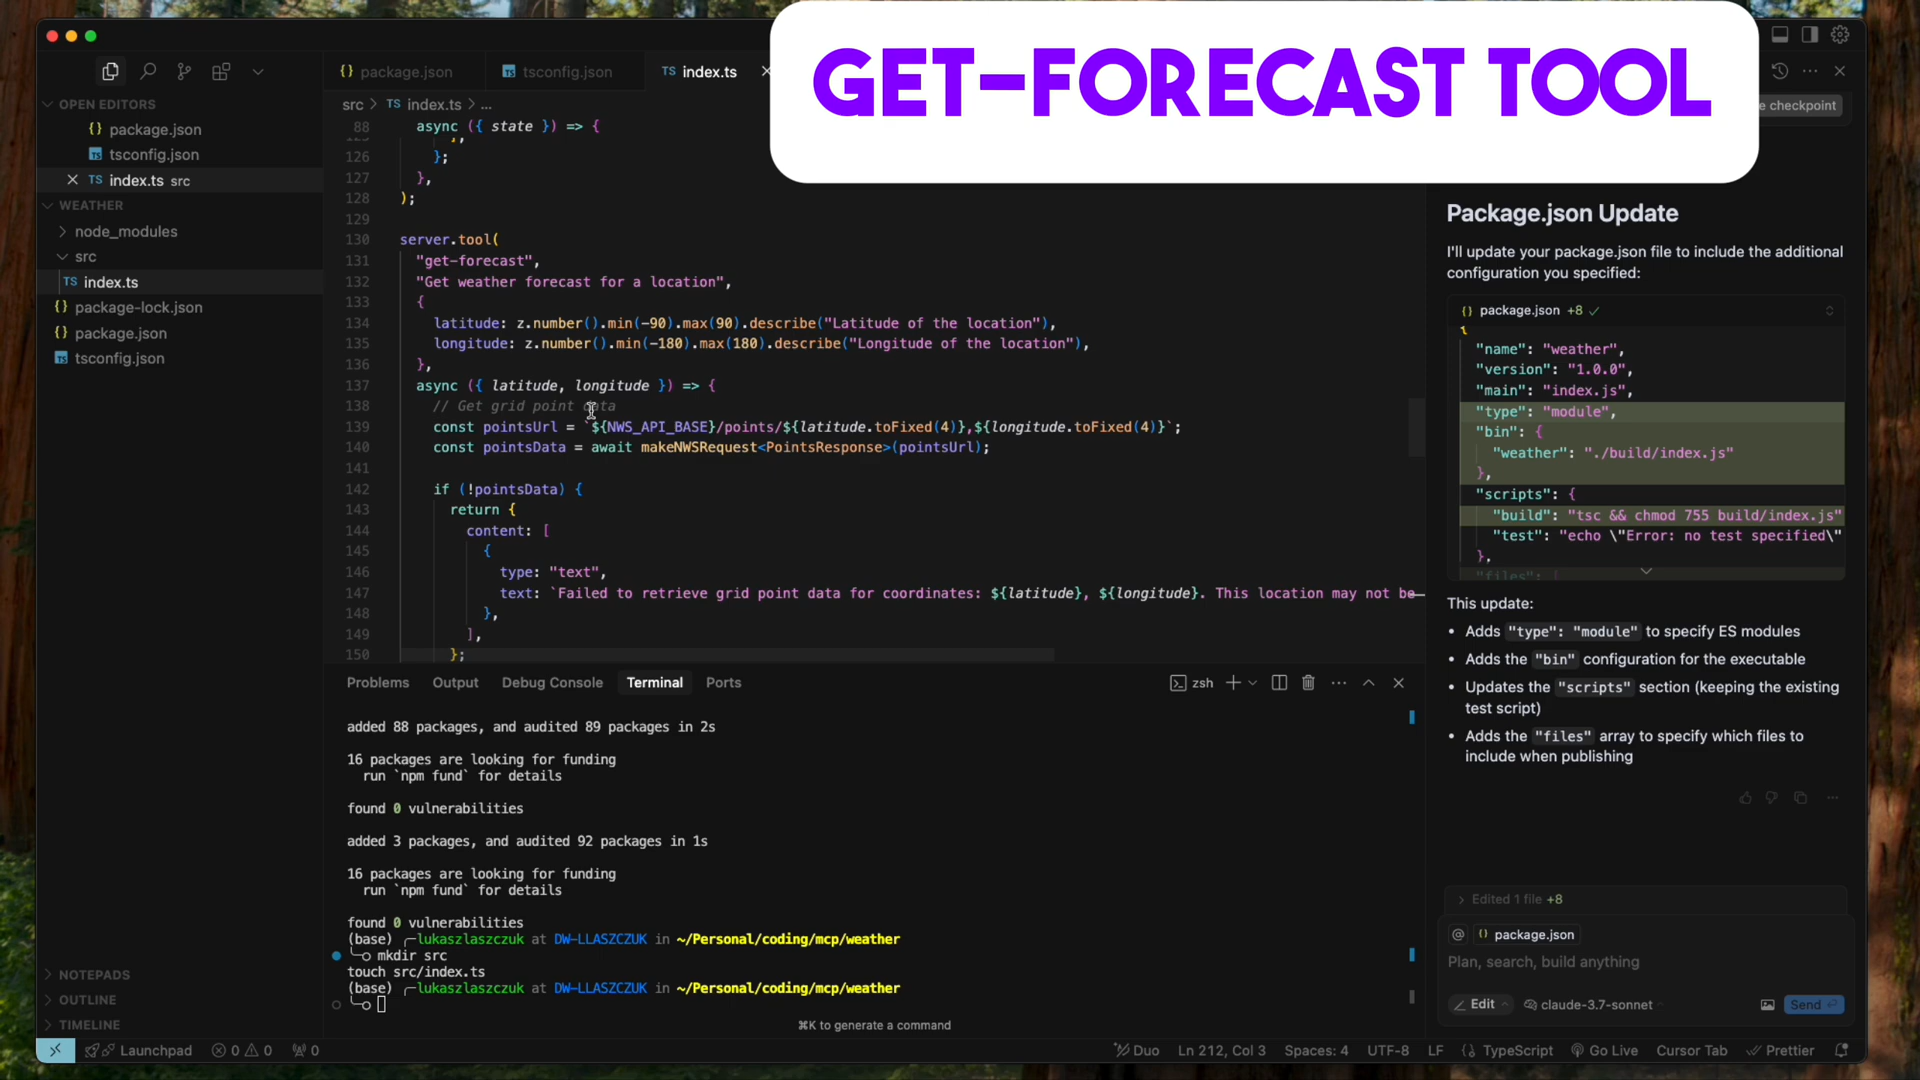 GET-FORECAST TOOL
package.json
tsconfig.json
TS index.ts
e checkpoint
src > TS index.ts > ...
OPEN EDITORS
package.json
tsconfig.json
TS index.ts src
WEATHER
node_modules
src
TS index.ts
package-lock.json
package.json
tsconfig.json
NOTEPADS
OUTLINE
TIMELINE
88 async ({ state }) => {
126 };
127 },
128 );
129
130 server.tool(
131 "get-forecast",
132 "Get weather forecast for a location",
133 {
134 latitude: z.number().min(-90).max(90).describe("Latitude of the location"),
135 longitude: z.number().min(-180).max(180).describe("Longitude of the location"),
136 },
137 async ({ latitude, longitude }) => {
138 // Get grid point data
139 const pointsUrl = `${NWS_API_BASE}/points/${latitude.toFixed(4)},${longitude.toFixed(4)}`;
140 const pointsData = await makeNWSRequest<PointsResponse>(pointsUrl);
141
142 if (!pointsData) {
143 return {
144 content: [
145 {
146 type: "text",
147 text: `Failed to retrieve grid point data for coordinates: ${latitude}, ${longitude}. This location may not be
148 },
149 ],
150 };
Problems Output Debug Console Terminal Ports
zsh
added 88 packages, and audited 89 packages in 2s
16 packages are looking for funding
run `npm fund` for details
found 0 vulnerabilities
added 3 packages, and audited 92 packages in 1s
16 packages are looking for funding
run `npm fund` for details
found 0 vulnerabilities
(base) lukaszlaszczuk at DW-LLASZCZUK in ~/Personal/coding/mcp/weather
mkdir src
touch src/index.ts
(base) lukaszlaszczuk at DW-LLASZCZUK in ~/Personal/coding/mcp/weather
⌘K to generate a command
Package.json Update
I'll update your package.json file to include the additional
configuration you specified:
package.json +8
{
"name": "weather",
"version": "1.0.0",
"main": "index.js",
"type": "module",
"bin": {
"weather": "./build/index.js"
},
"scripts": {
"build": "tsc && chmod 755 build/index.js"
"test": "echo \"Error: no test specified\"
},
"files": [
This update:
• Adds "type": "module" to specify ES modules
• Adds the "bin" configuration for the executable
• Updates the "scripts" section (keeping the existing
test script)
• Adds the "files" array to specify which files to
include when publishing
Edited 1 file +8
@ {} package.json
Plan, search, build anything
Edit claude-3.7-sonnet Send
Launchpad 0 0 0 Duo Ln 212, Col 3 Spaces: 4 UTF-8 LF {} TypeScript Go Live Cursor Tab Prettier